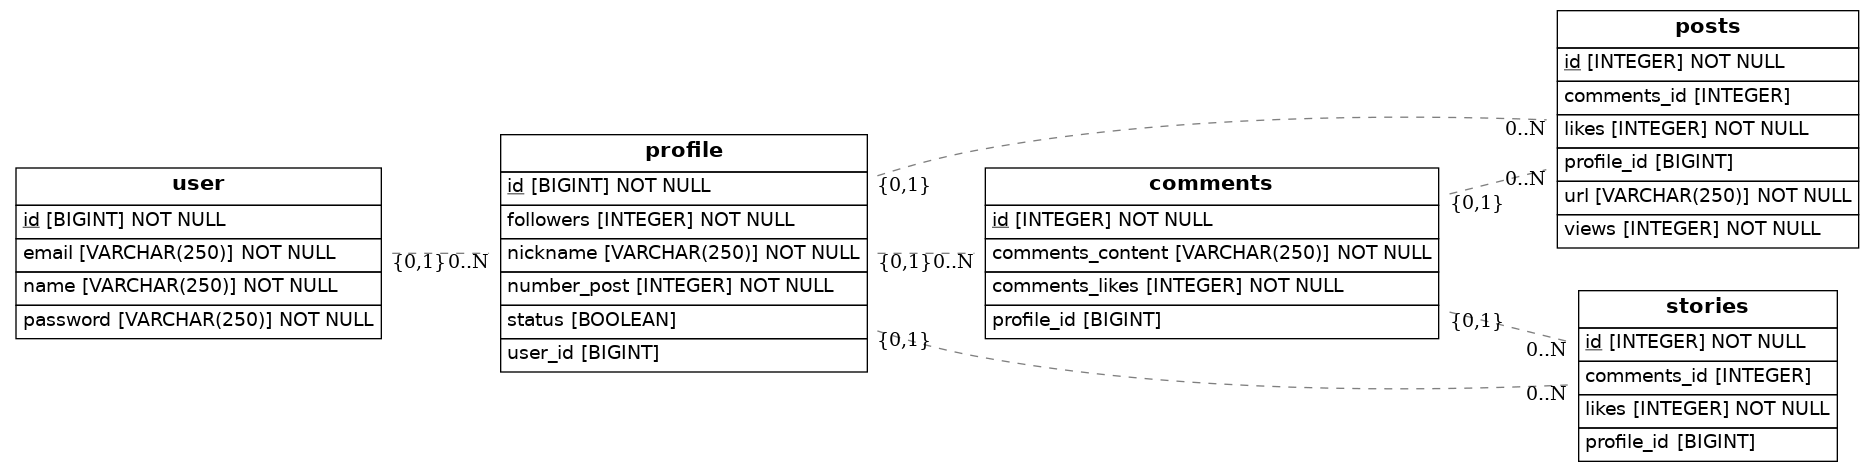 user
id [BIGINT] NOT NULL
email [VARCHAR(250)] NOT NULL
name [VARCHAR(250)] NOT NULL
password [VARCHAR(250)] NOT NULL
{0,1}
0..N
profile
id [BIGINT] NOT NULL
followers [INTEGER] NOT NULL
nickname [VARCHAR(250)] NOT NULL
number_post [INTEGER] NOT NULL
status [BOOLEAN]
user_id [BIGINT]
{0,1}
{0,1}
0..N
{0,1}
comments
id [INTEGER] NOT NULL
comments_content [VARCHAR(250)] NOT NULL
comments_likes [INTEGER] NOT NULL
profile_id [BIGINT]
{0,1}
{0,1}
0..N
0..N
posts
id [INTEGER] NOT NULL
comments_id [INTEGER]
likes [INTEGER] NOT NULL
profile_id [BIGINT]
url [VARCHAR(250)] NOT NULL
views [INTEGER] NOT NULL
0..N
0..N
stories
id [INTEGER] NOT NULL
comments_id [INTEGER]
likes [INTEGER] NOT NULL
profile_id [BIGINT]